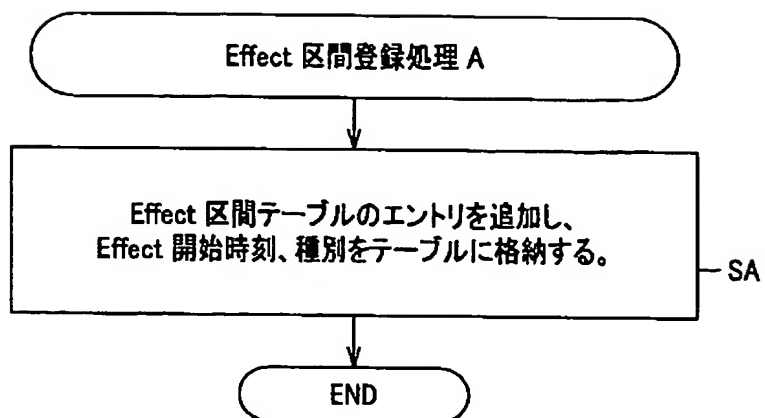 Effect 区間登録処理 A
Effect 区間テーブルのエントリを追加し、
Effect 開始時刻、種別をテーブルに格納する。
SA
END